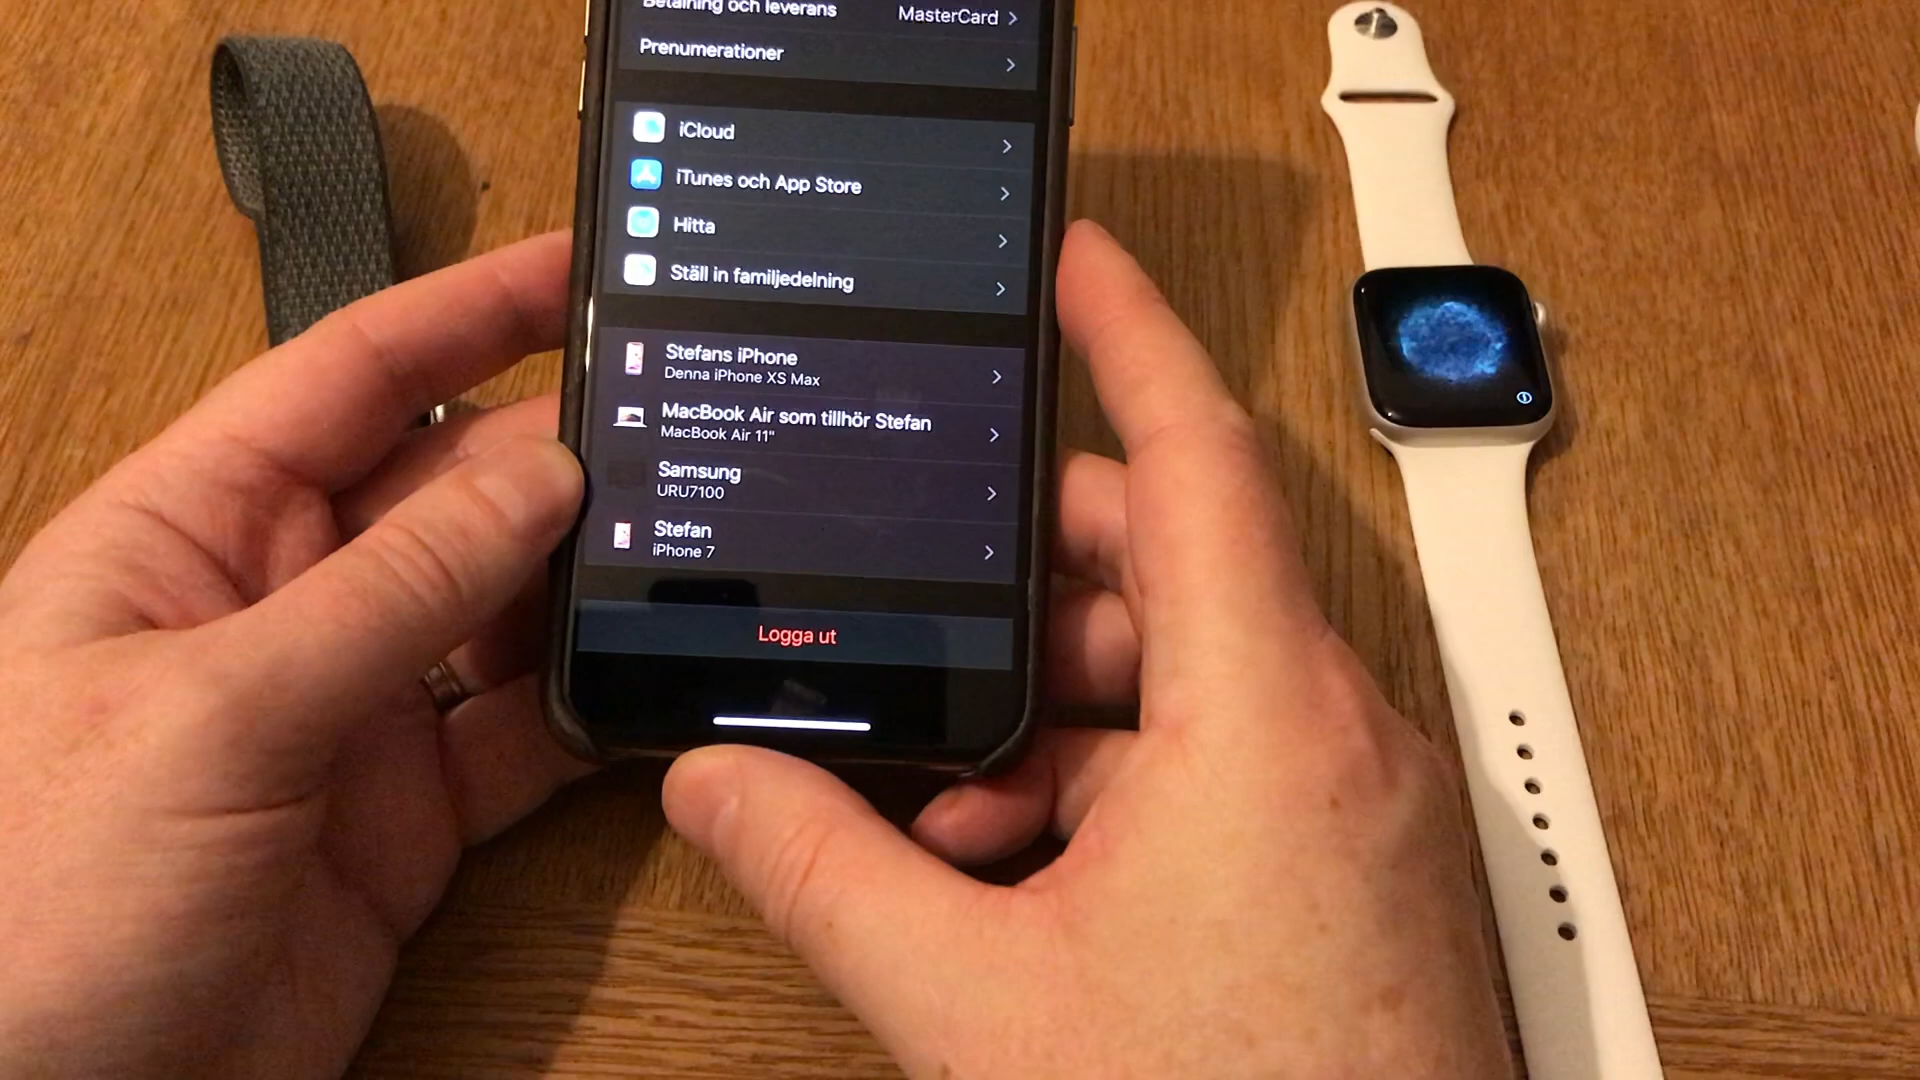 Betalning och leverans MasterCard
Prenumerationer
iCloud
iTunes och App Store
Hitta
Ställ in familjedelning
Stefans iPhone
Denna iPhone XS Max
MacBook Air som tillhör Stefan
MacBook Air 11"
Samsung
URU7100
Stefan
iPhone 7
Logga ut